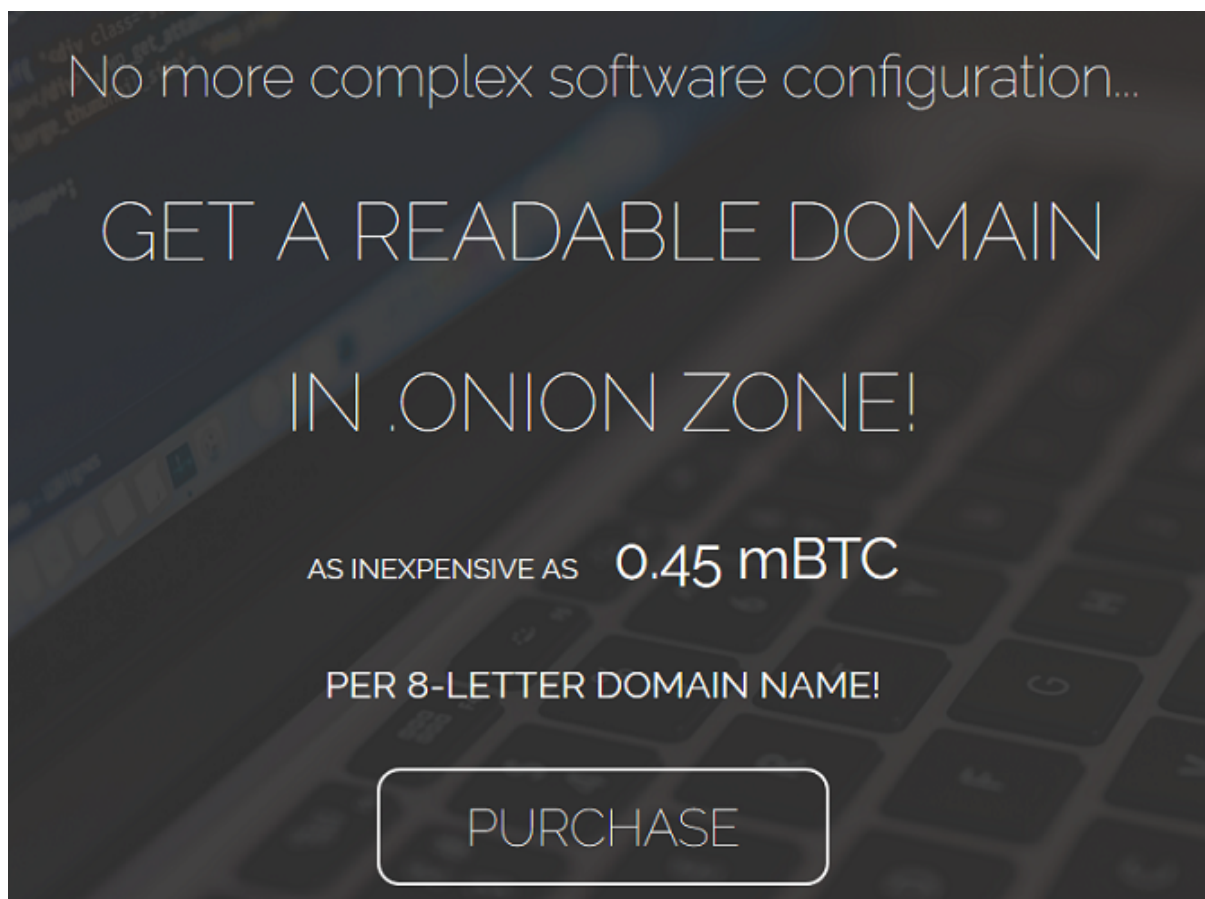 No more complex software configuration...
GET A READABLE DOMAIN
IN .ONION ZONE!
AS INEXPENSIVE AS 0.45 mBTC
PER 8-LETTER DOMAIN NAME!
PURCHASE